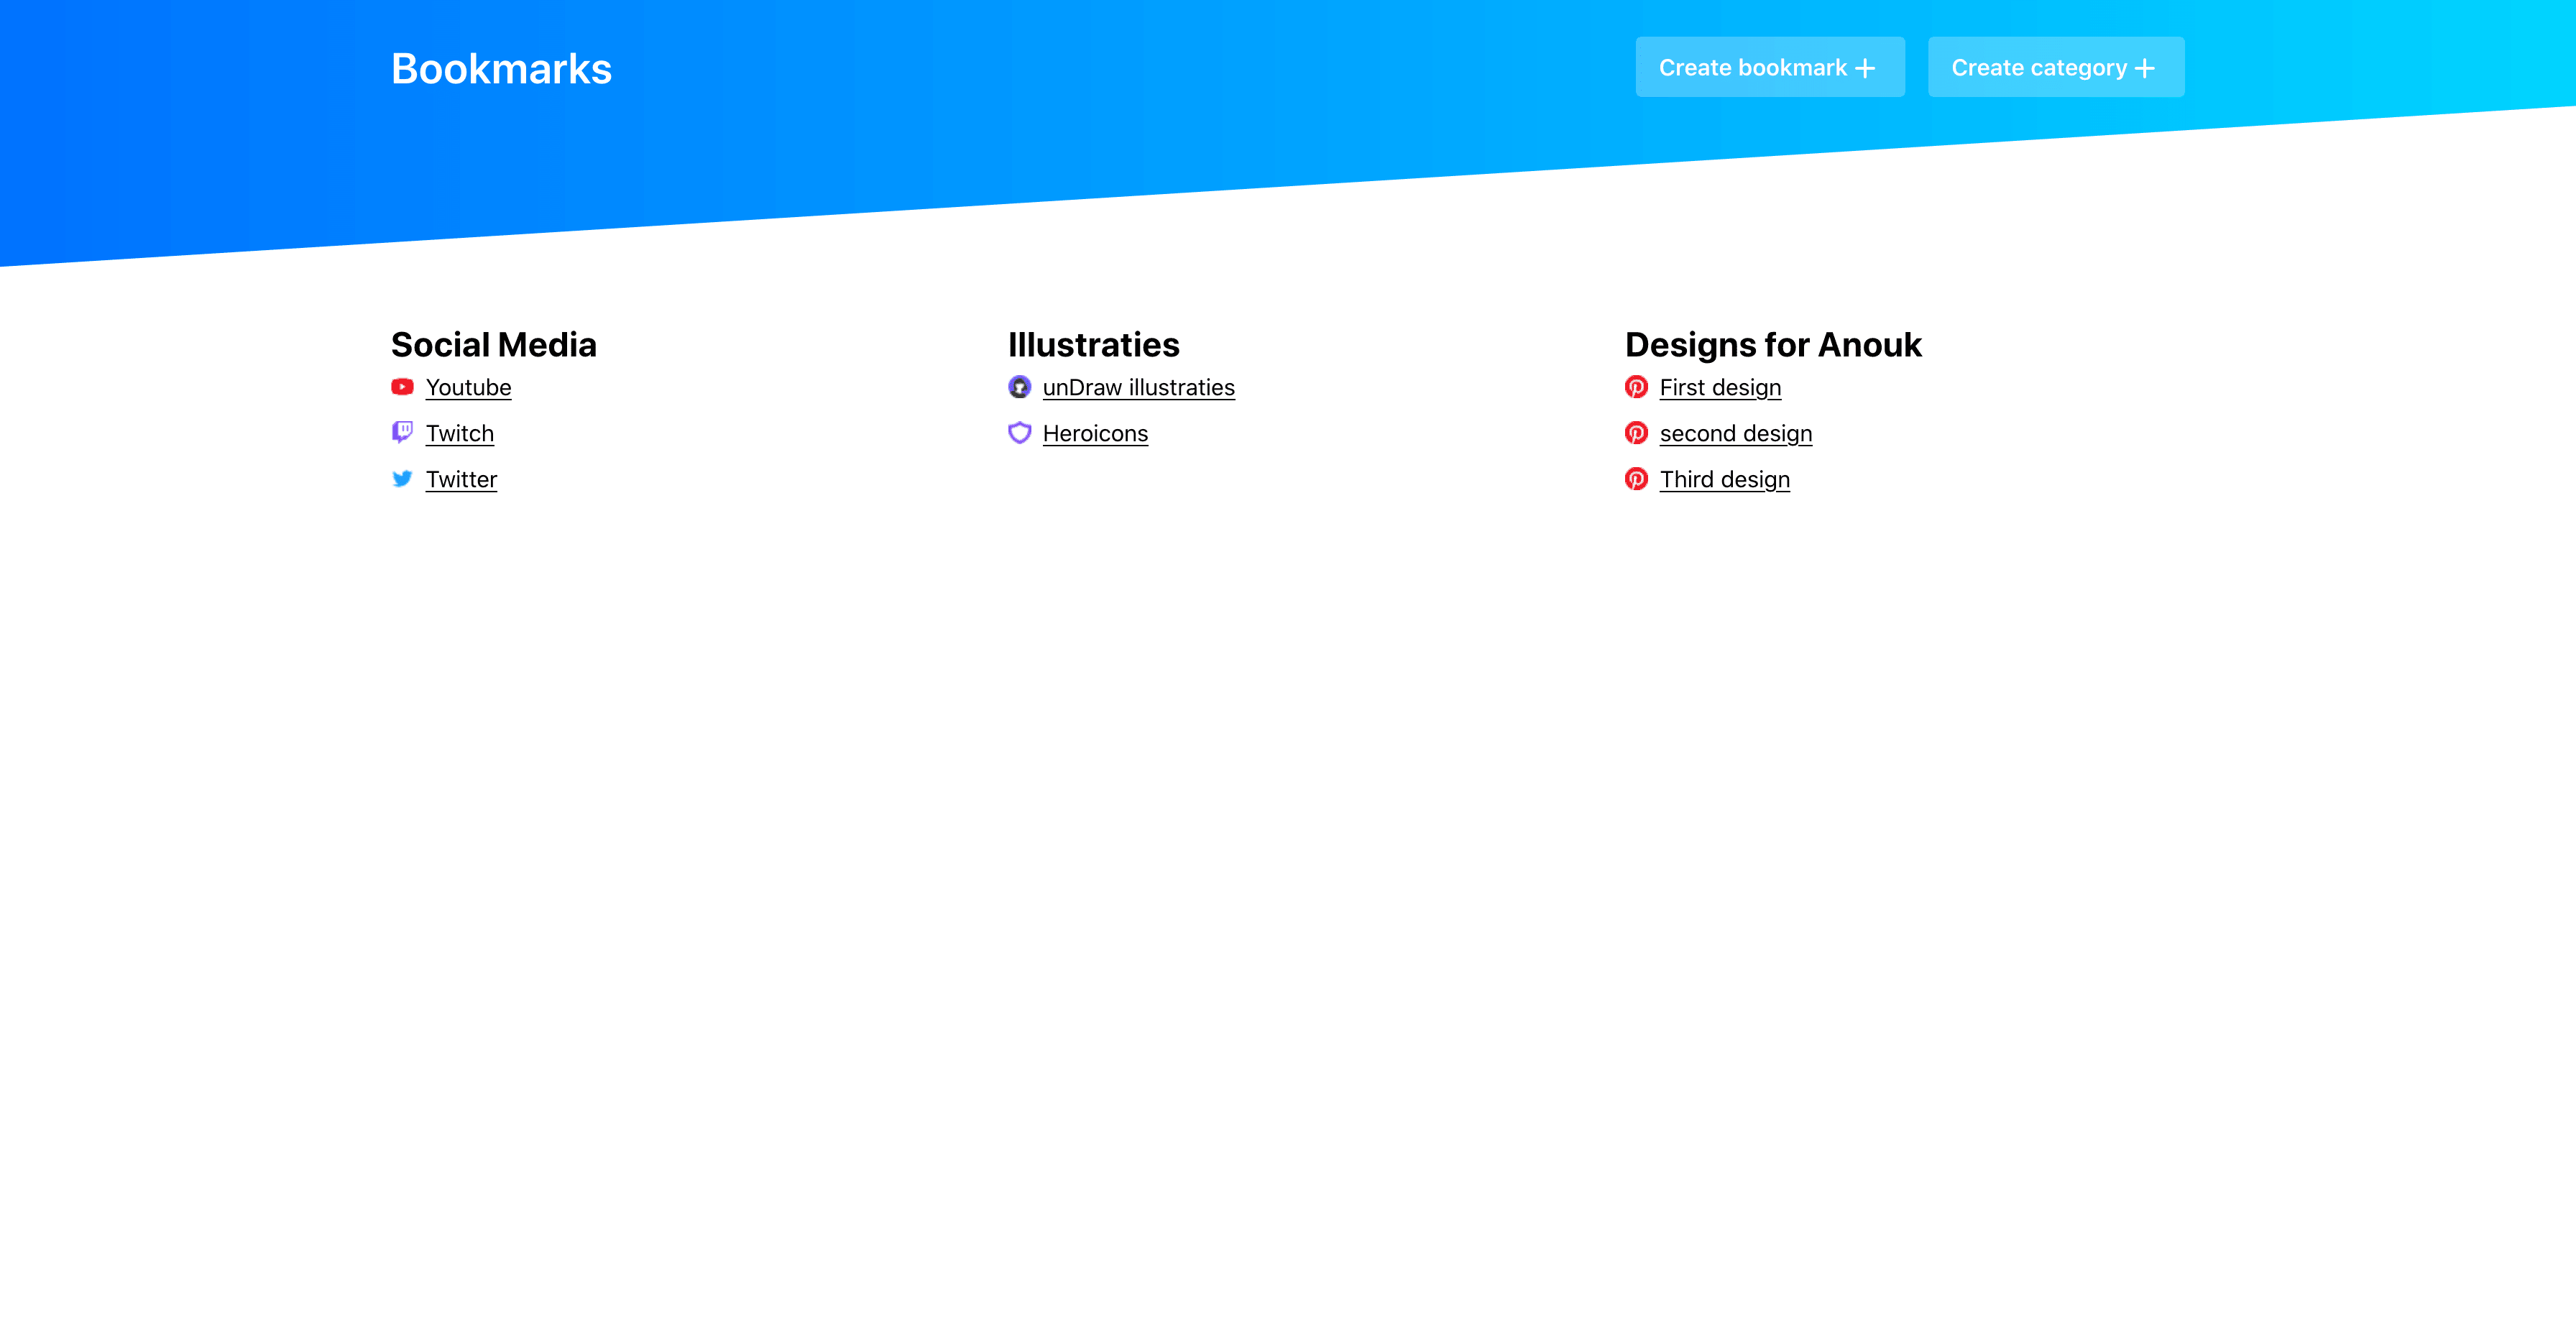 Bookmarks
Create bookmark +
Create category +
Social Media
Youtube
Twitch
Twitter
Illustraties
unDraw illustraties
Heroicons
Designs for Anouk
First design
second design
Third design